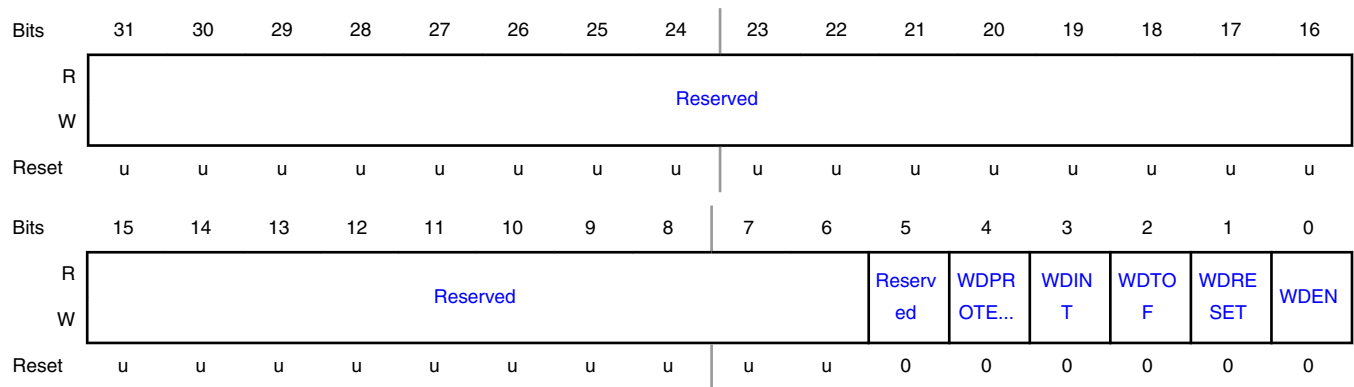 Bits 31 30 29 28 27 26 25 24 23 22 21 20 19 18 17 16
R
Reserved
W
Reset u u u u u u u u u u u u u u u u
Bits 15 14 13 12 11 10 9 8 7 6 5 4 3 2 1 0
R
Reserved
Reserv
ed
WDPR
OTE...
WDIN
T
WDTO
F
WDRE
SET
WDEN
W
Reset u u u u u u u u u u 0 0 0 0 0 0